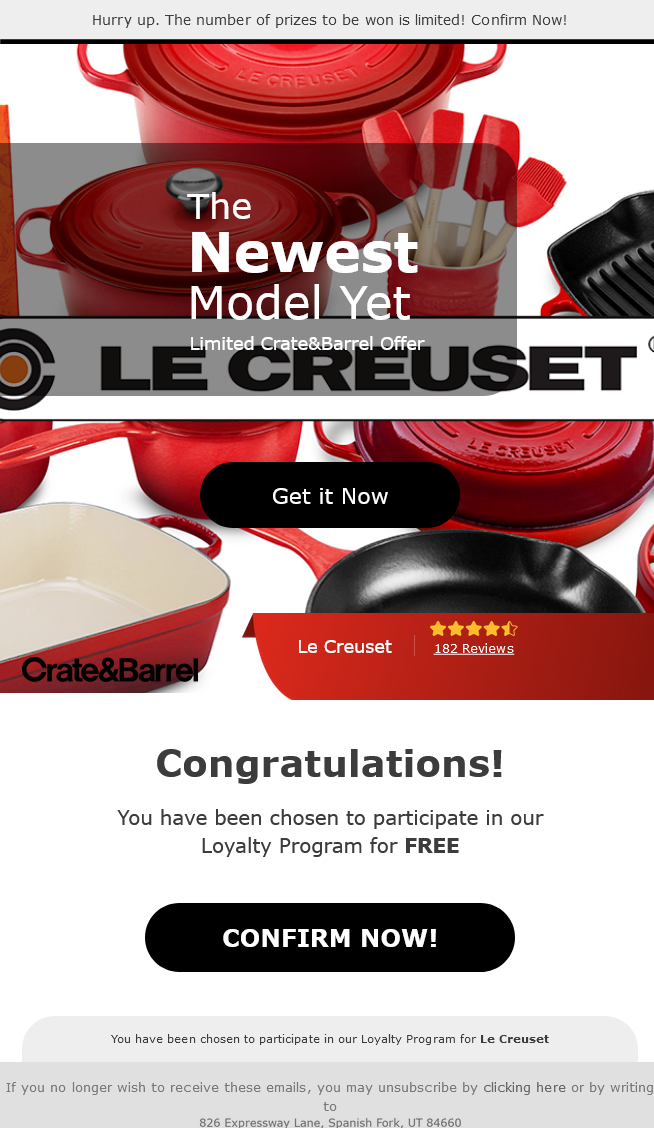 Hurry up. The number of prizes to be won is limited! Confirm Now!
LE CREUSET
The
Newest
Model Yet
Limited Crate&Barrel Offer
LE CREUSET
LE CREUSET
Get it Now
Le Creuset
182 Reviews
Crate&Barrel
Congratulations!
You have been chosen to participate in our
Loyalty Program for FREE
CONFIRM NOW!
You have been chosen to participate in our Loyalty Program for Le Creuset
If you no longer wish to receive these emails, you may unsubscribe by clicking here or by writing
to
826 Expressway Lane, Spanish Fork, UT 84660